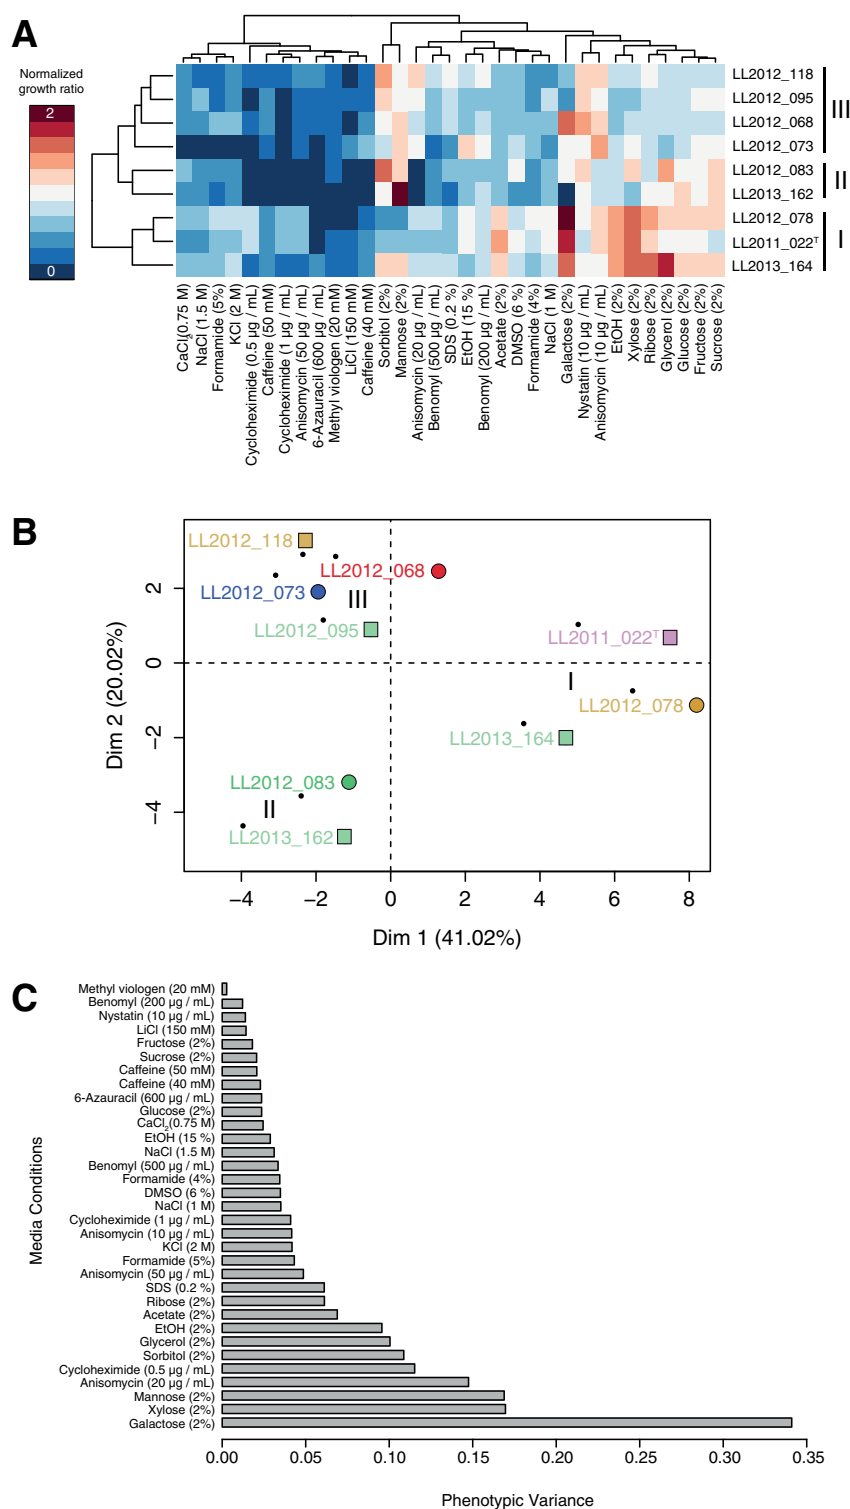 A
Normalized
growth ratio
2
0
LL2012_118
LL2012_095
LL2012_068
LL2012_073
LL2012_083
LL2013_162
LL2012_078
LL2011_022ᵀ
LL2013_164
III
II
I
CaCl₂(0.75 M)
NaCl (1.5 M)
Formamide (5%)
KCl (2 M)
Cycloheximide (0.5 µg / mL)
Caffeine (50 mM)
Cycloheximide (1 µg / mL)
Anisomycin (50 µg / mL)
6-Azauracil (600 µg / mL)
Methyl viologen (20 mM)
LiCl (150 mM)
Caffeine (40 mM)
Sorbitol (2%)
Mannose (2%)
Anisomycin (20 µg / mL)
Benomyl (500 µg / mL)
SDS (0.2 %)
EtOH (15 %)
Benomyl (200 µg / mL)
Acetate (2%)
DMSO (6 %)
Formamide (4%)
NaCl (1 M)
Galactose (2%)
Nystatin (10 µg / mL)
Anisomycin (10 µg / mL)
EtOH (2%)
Xylose (2%)
Ribose (2%)
Glycerol (2%)
Glucose (2%)
Fructose (2%)
Sucrose (2%)
B
LL2012_118
LL2012_068
LL2012_073
III
LL2012_095
LL2011_022ᵀ
I
LL2012_078
LL2013_164
LL2012_083
II
LL2013_162
2
0
−2
−4
Dim 2 (20.02%)
−4
−2
0
2
4
6
8
Dim 1 (41.02%)
C
Methyl viologen (20 mM)
Benomyl (200 µg / mL)
Nystatin (10 µg / mL)
LiCl (150 mM)
Fructose (2%)
Sucrose (2%)
Caffeine (50 mM)
Caffeine (40 mM)
6-Azauracil (600 µg / mL)
Glucose (2%)
CaCl₂(0.75 M)
EtOH (15 %)
NaCl (1.5 M)
Benomyl (500 µg / mL)
Formamide (4%)
DMSO (6 %)
NaCl (1 M)
Cycloheximide (1 µg / mL)
Anisomycin (10 µg / mL)
KCl (2 M)
Formamide (5%)
Anisomycin (50 µg / mL)
SDS (0.2 %)
Ribose (2%)
Acetate (2%)
EtOH (2%)
Glycerol (2%)
Sorbitol (2%)
Cycloheximide (0.5 µg / mL)
Anisomycin (20 µg / mL)
Mannose (2%)
Xylose (2%)
Galactose (2%)
Media Conditions
0.00
0.05
0.10
0.15
0.20
0.25
0.30
0.35
Phenotypic Variance